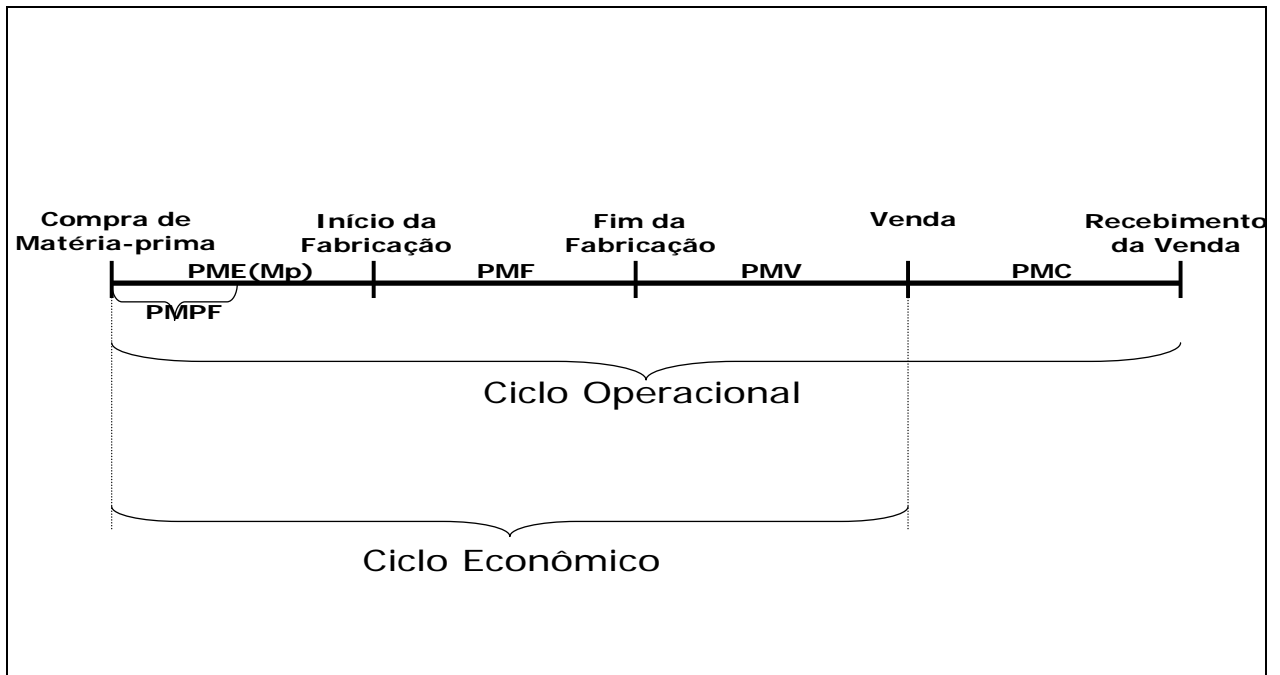 Compra de
Matéria-prima
Início da
Fabricação
Fim da
Fabricação
Venda
Recebimento
da Venda
PME(Mp)
PMF
PMV
PMC
PMPF
Ciclo Operacional
Ciclo Econômico